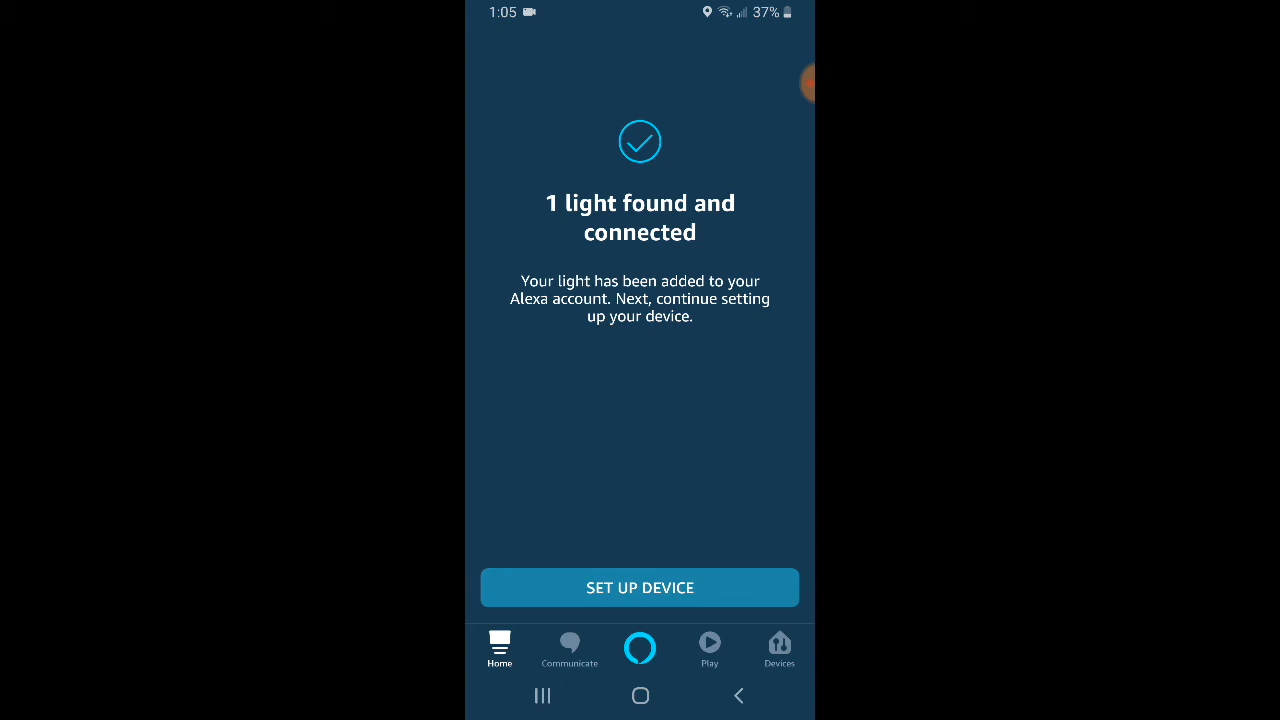 1:05
37%
1 light found and
connected
Your light has been added to your
Alexa account. Next, continue setting
up your device.
SET UP DEVICE
Home
Communicate
Play
Devices